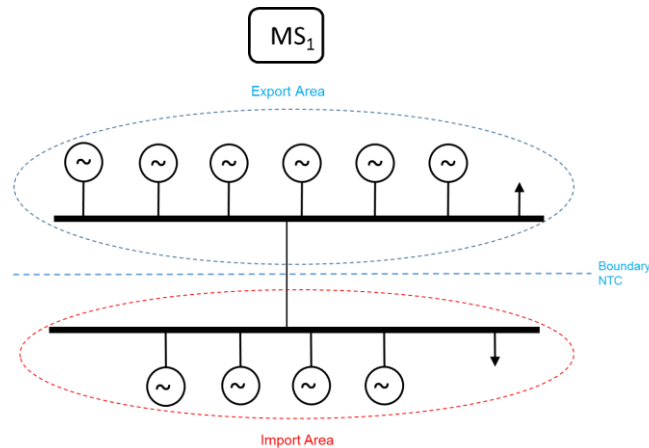 MS₁
Export Area
~ ~ ~ ~ ~ ~
Boundary
NTC
~ ~ ~ ~
Import Area